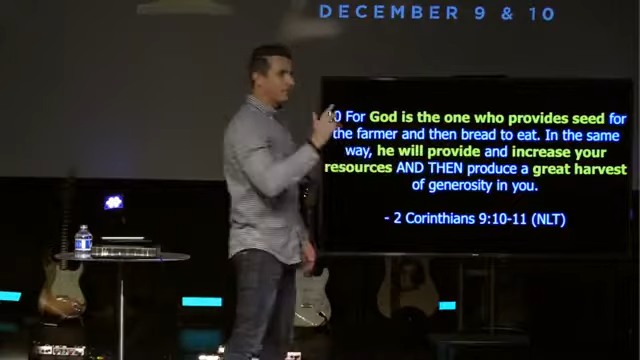 DECEMBER 9 & 10
0 For God is the one who provides seed for
the farmer and then bread to eat. In the same
way, he will provide and increase your
resources AND THEN produce a great harvest
of generosity in you.
- 2 Corinthians 9:10-11 (NLT)